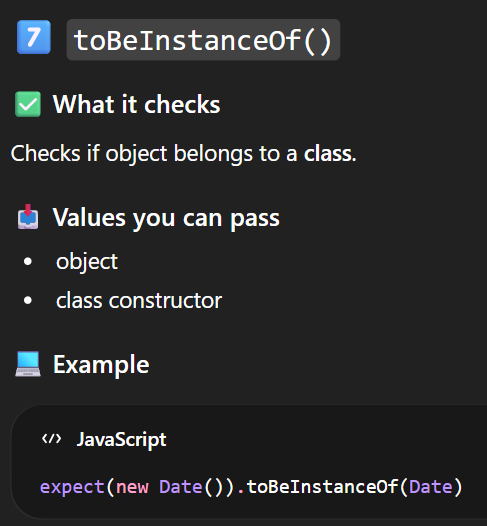 7 toBeInstanceOf()
What it checks
Checks if object belongs to a class.
Values you can pass
• object
• class constructor
Example
</> JavaScript
expect(new Date()).toBeInstanceOf(Date)